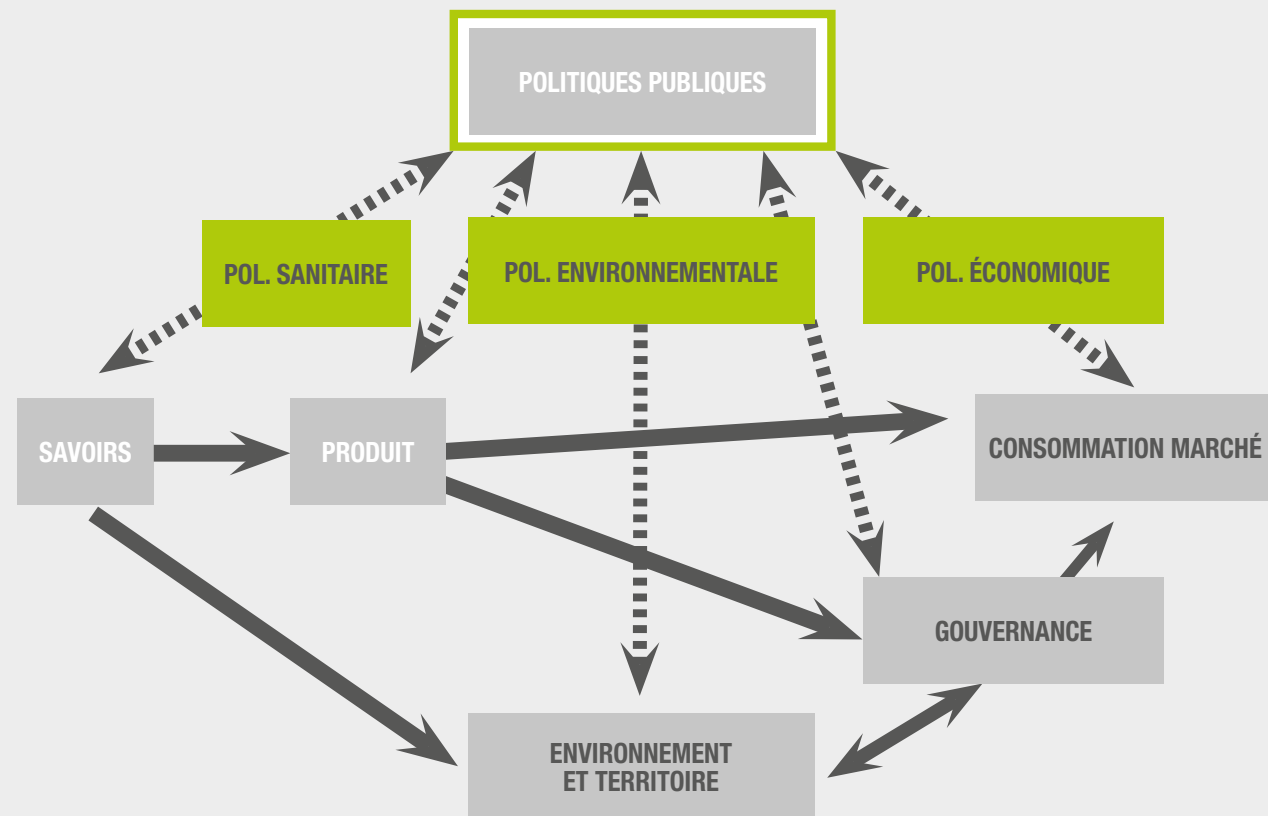 POLITIQUES PUBLIQUES
POL. SANITAIRE
POL. ENVIRONNEMENTALE
POL. ÉCONOMIQUE
SAVOIRS
PRODUIT
CONSOMMATION MARCHÉ
GOUVERNANCE
ENVIRONNEMENT
ET TERRITOIRE